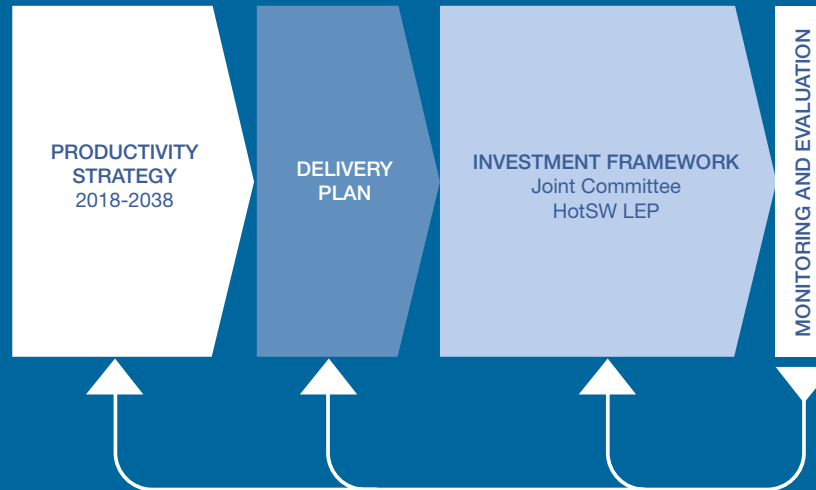 PRODUCTIVITY
STRATEGY
2018-2038
DELIVERY
PLAN
INVESTMENT FRAMEWORK
Joint Committee
HotSW LEP
MONITORING AND EVALUATION